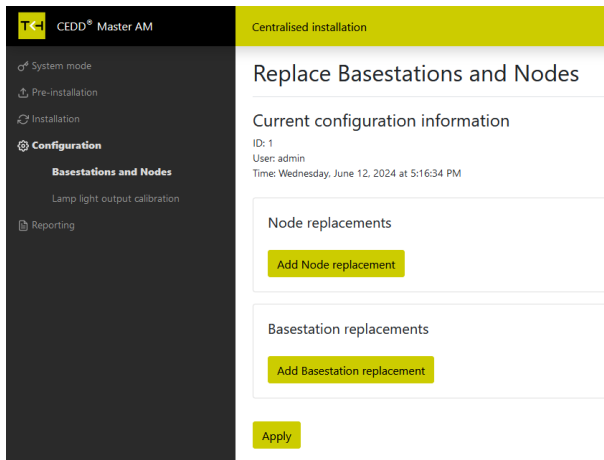 TKH CEDD® Master AM
Centralised installation
System mode
Pre-installation
Installation
Configuration
Basestations and Nodes
Lamp light output calibration
Reporting
Replace Basestations and Nodes
Current configuration information
ID: 1
User: admin
Time: Wednesday, June 12, 2024 at 5:16:34 PM
Node replacements
Add Node replacement
Basestation replacements
Add Basestation replacement
Apply